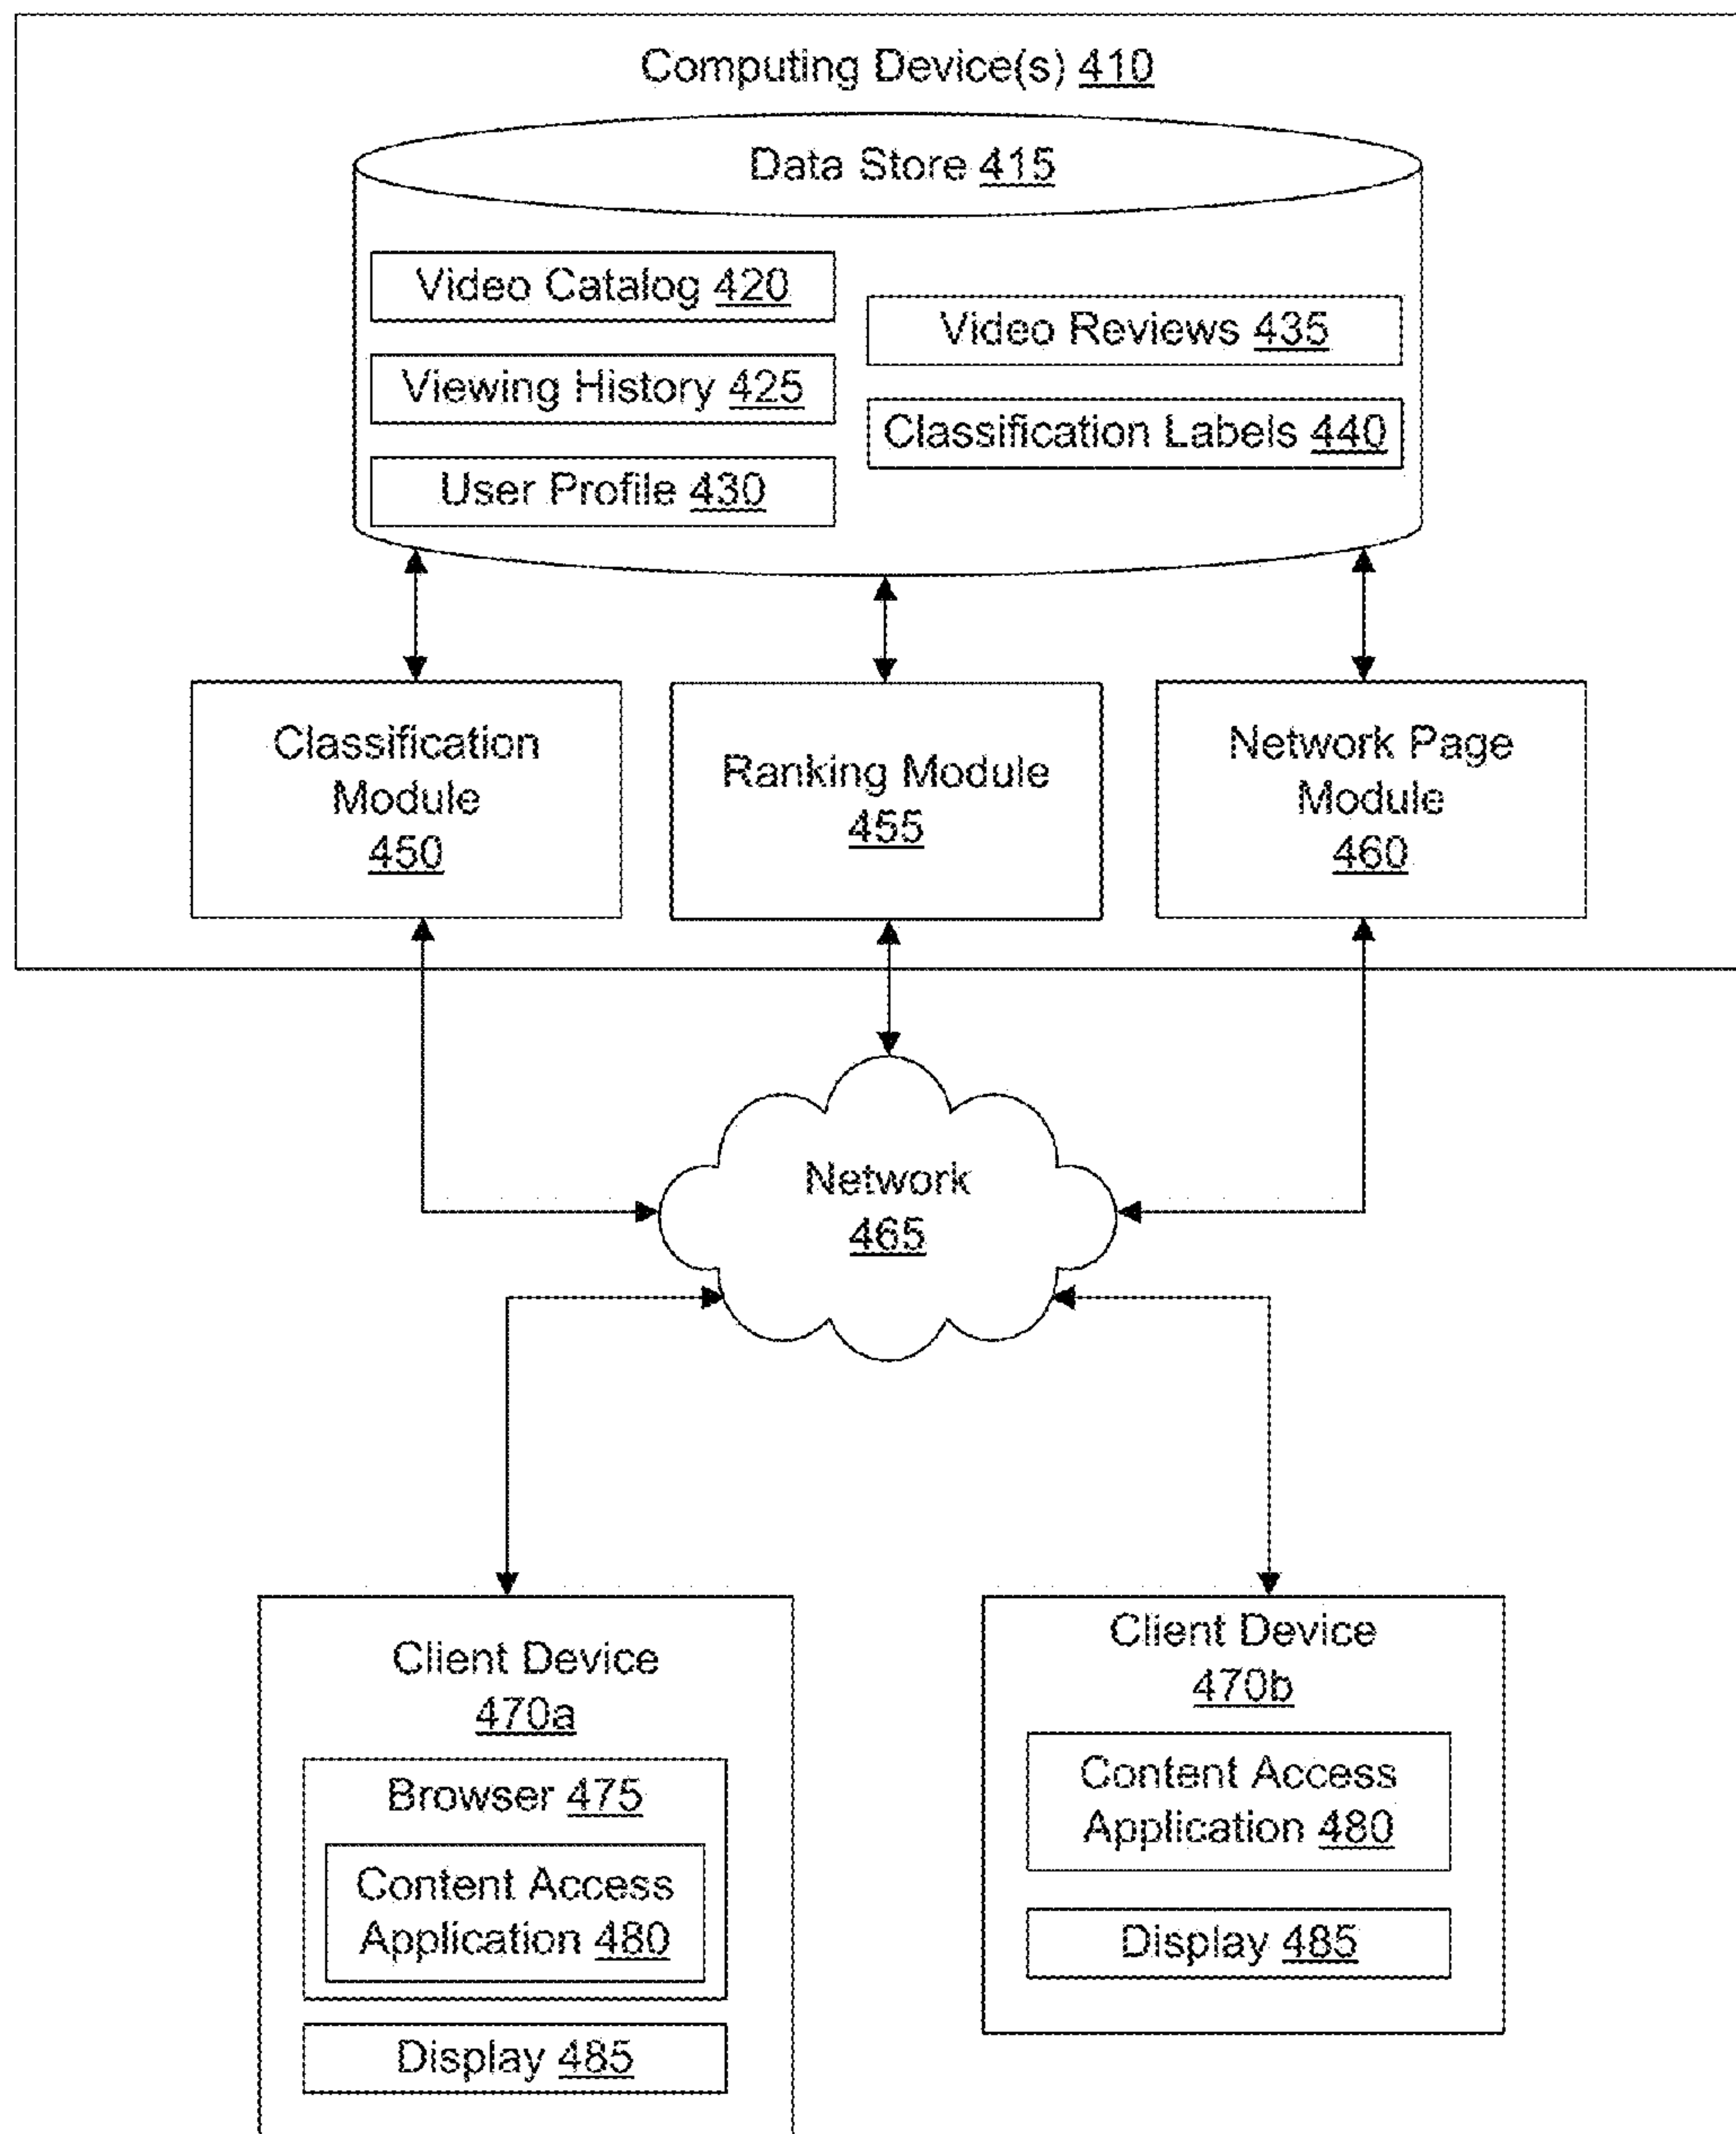 Computing Device(s) 410
Data Store 415
Video Catalog 420
Viewing History 425
User Profile 430
Video Reviews 435
Classification Labels 440
Classification
Module
450
Ranking Module
455
Network Page
Module
460
Network
465
Client Device
470a
Browser 475
Content Access
Application 480
Display 485
Client Device
470b
Content Access
Application 480
Display 485